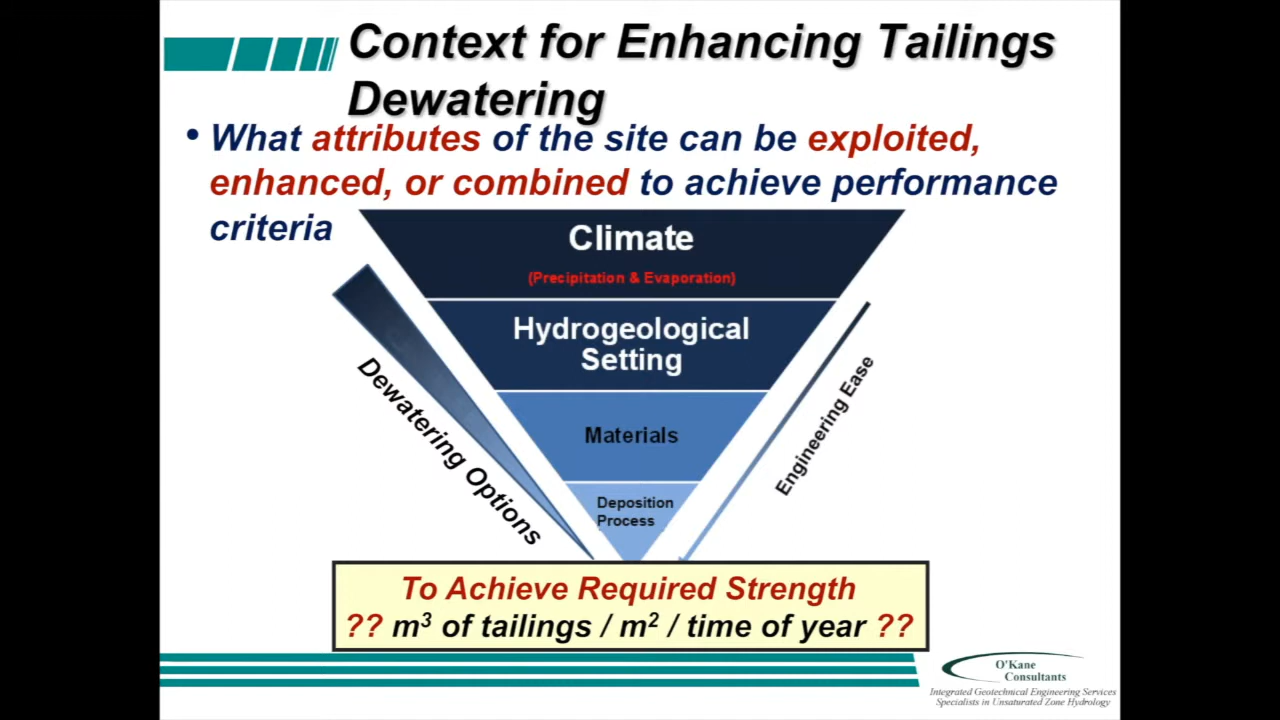 Context for Enhancing Tailings
Dewatering
• What attributes of the site can be exploited,
enhanced, or combined to achieve performance
criteria
Climate
(Precipitation & Evaporation)
Hydrogeological
Setting
Materials
Deposition
Process
Dewatering Options
Engineering Ease
To Achieve Required Strength
?? m³ of tailings / m² / time of year ??
O'Kane
Consultants
Integrated Geotechnical Engineering Services
Specialists in Unsaturated Zone Hydrology